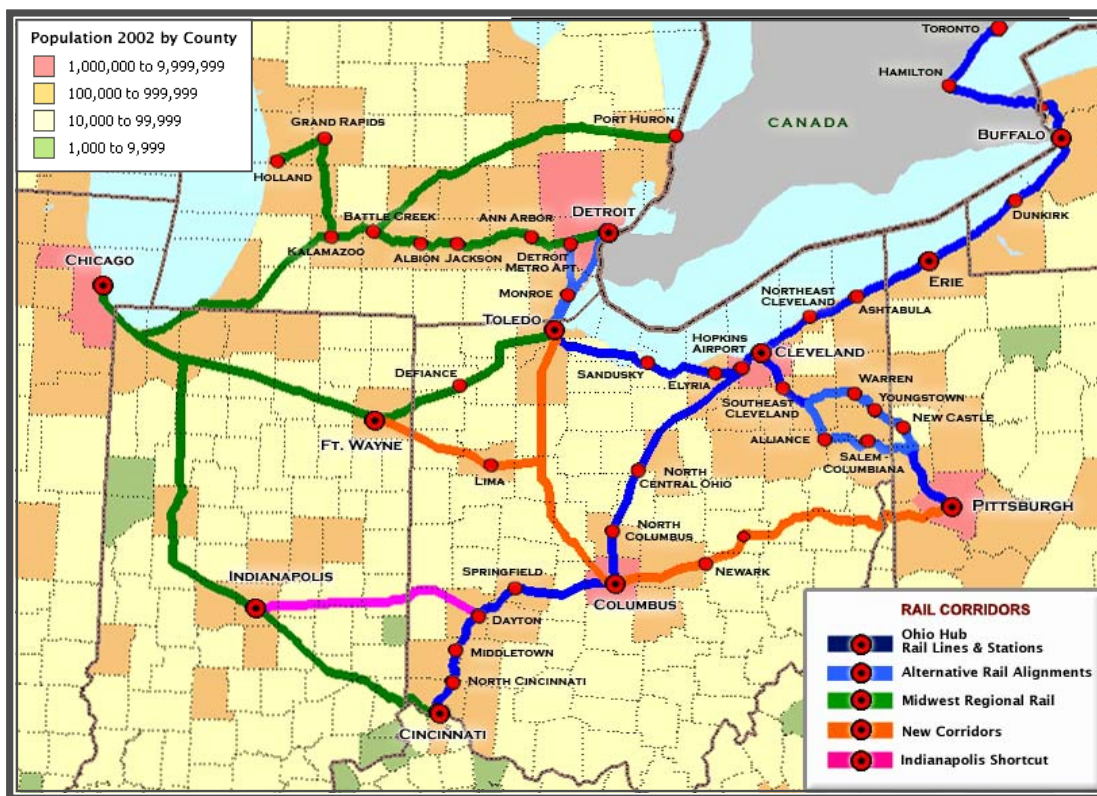 Population 2002 by County
1,000,000 to 9,999,999
100,000 to 999,999
10,000 to 99,999
1,000 to 9,999
TORONTO
HAMILTON
CANADA
BUFFALO
PORT HURON
GRAND RAPIDS
HOLLAND
DUNKIRK
BATTLE CREEK
ANN ARBOR
DETROIT
KALAMAZOO
ALBION
JACKSON
DETROIT
METRO APT.
CHICAGO
ERIE
MONROE
NORTHEAST
CLEVELAND
ASHTABULA
TOLEDO
HOPKINS
AIRPORT
CLEVELAND
SANDUSKY
ELYRIA
DEFIANCE
SOUTHEAST
CLEVELAND
WARREN
YOUNGSTOWN
NEW CASTLE
FT. WAYNE
ALLIANCE
SALEM-
COLUMBIANA
LIMA
NORTH
CENTRAL OHIO
PITTSBURGH
NORTH
COLUMBUS
NEWARK
SPRINGFIELD
INDIANAPOLIS
COLUMBUS
DAYTON
MIDDLETOWN
NORTH CINCINNATI
CINCINNATI
RAIL CORRIDORS
Ohio Hub
Rail Lines & Stations
Alternative Rail Alignments
Midwest Regional Rail
New Corridors
Indianapolis Shortcut